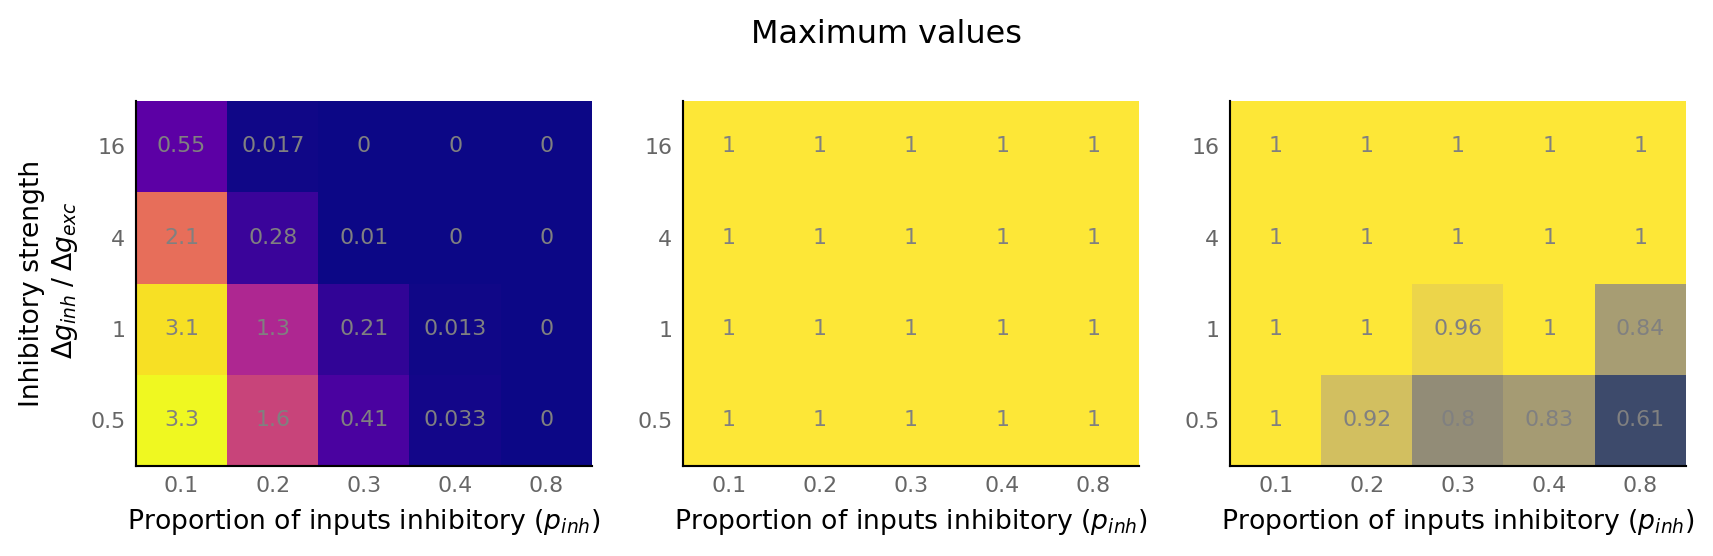 Maximum values
Inhibitory strength
Δg_inh / Δg_exc
16 0.55 0.017 0 0 0
4 2.1 0.28 0.01 0 0
1 3.1 1.3 0.21 0.013 0
0.5 3.3 1.6 0.41 0.033 0
0.1 0.2 0.3 0.4 0.8
Proportion of inputs inhibitory (p_inh)
16 1 1 1 1 1
4 1 1 1 1 1
1 1 1 1 1 1
0.5 1 1 1 1 1
0.1 0.2 0.3 0.4 0.8
Proportion of inputs inhibitory (p_inh)
16 1 1 1 1 1
4 1 1 1 1 1
1 1 1 0.96 1 0.84
0.5 1 0.92 0.8 0.83 0.61
0.1 0.2 0.3 0.4 0.8
Proportion of inputs inhibitory (p_inh)